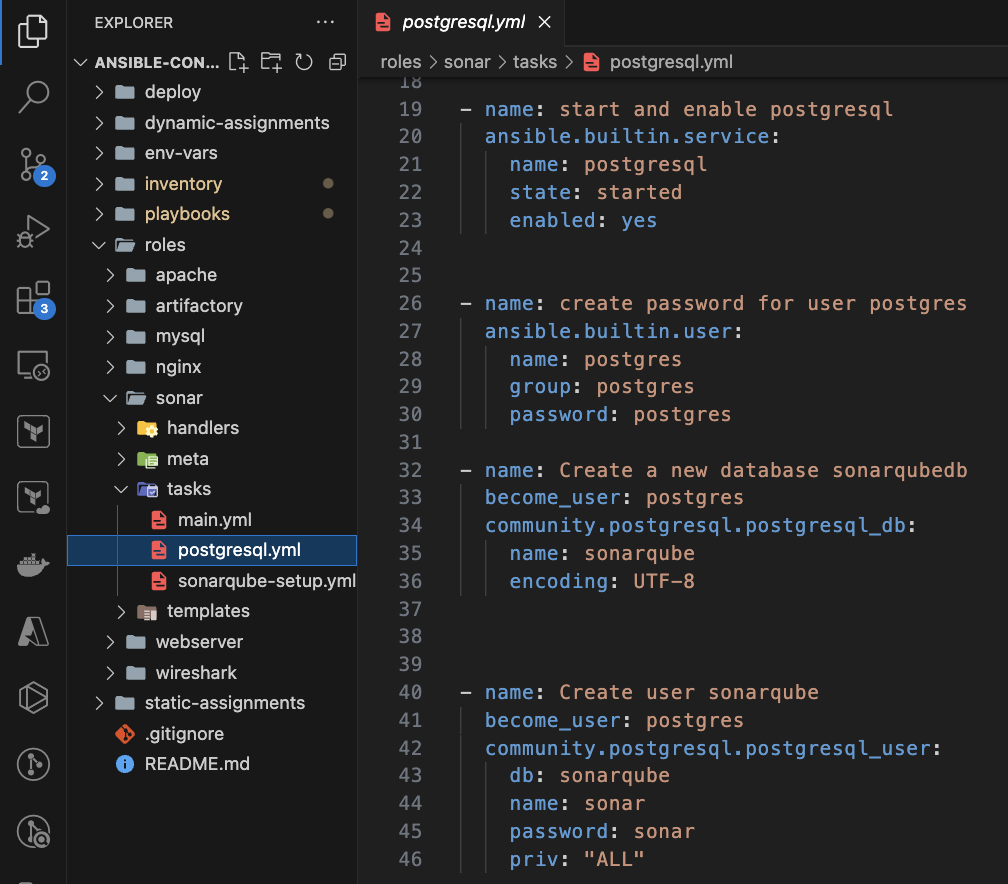 EXPLORER
ANSIBLE-CON...
deploy
dynamic-assignments
env-vars
inventory
playbooks
roles
apache
artifactory
mysql
nginx
sonar
handlers
meta
tasks
main.yml
postgresql.yml
sonarqube-setup.yml
templates
webserver
wireshark
static-assignments
.gitignore
README.md
2
3
postgresql.yml
roles > sonar > tasks > postgresql.yml
18
19 - name: start and enable postgresql
20 ansible.builtin.service:
21 name: postgresql
22 state: started
23 enabled: yes
24
25
26 - name: create password for user postgres
27 ansible.builtin.user:
28 name: postgres
29 group: postgres
30 password: postgres
31
32 - name: Create a new database sonarqubedb
33 become_user: postgres
34 community.postgresql.postgresql_db:
35 name: sonarqube
36 encoding: UTF-8
37
38
39
40 - name: Create user sonarqube
41 become_user: postgres
42 community.postgresql.postgresql_user:
43 db: sonarqube
44 name: sonar
45 password: sonar
46 priv: "ALL"